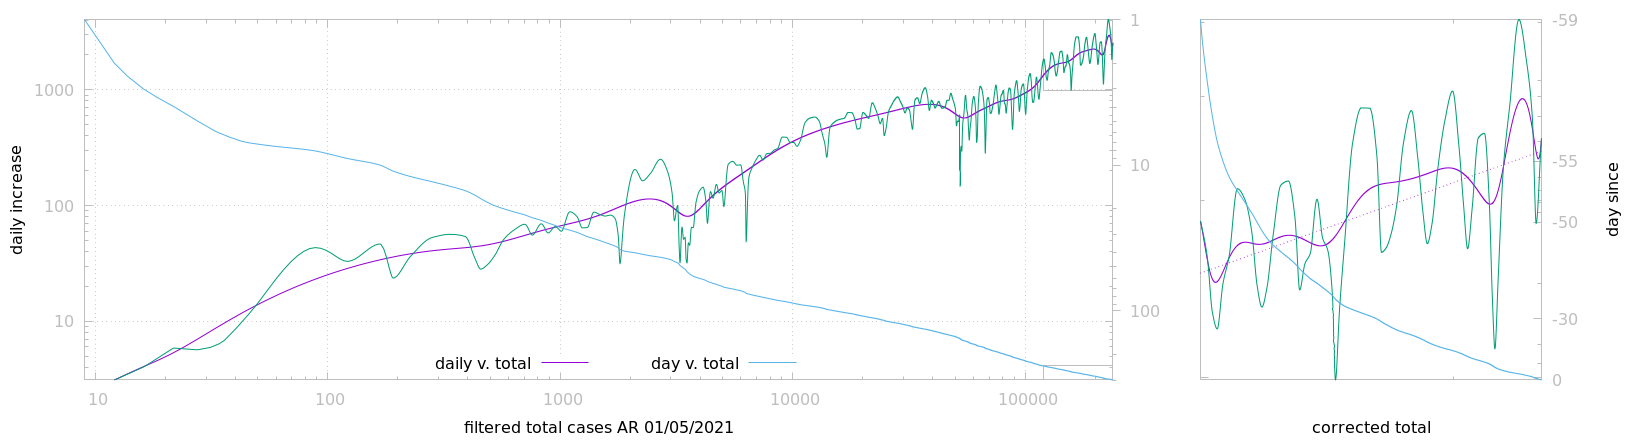 1000
100
10
daily increase
10
100
1000
10000
100000
1
10
100
daily v. total
day v. total
filtered total cases AR 01/05/2021
-59
-55
-50
-30
0
day since
corrected total